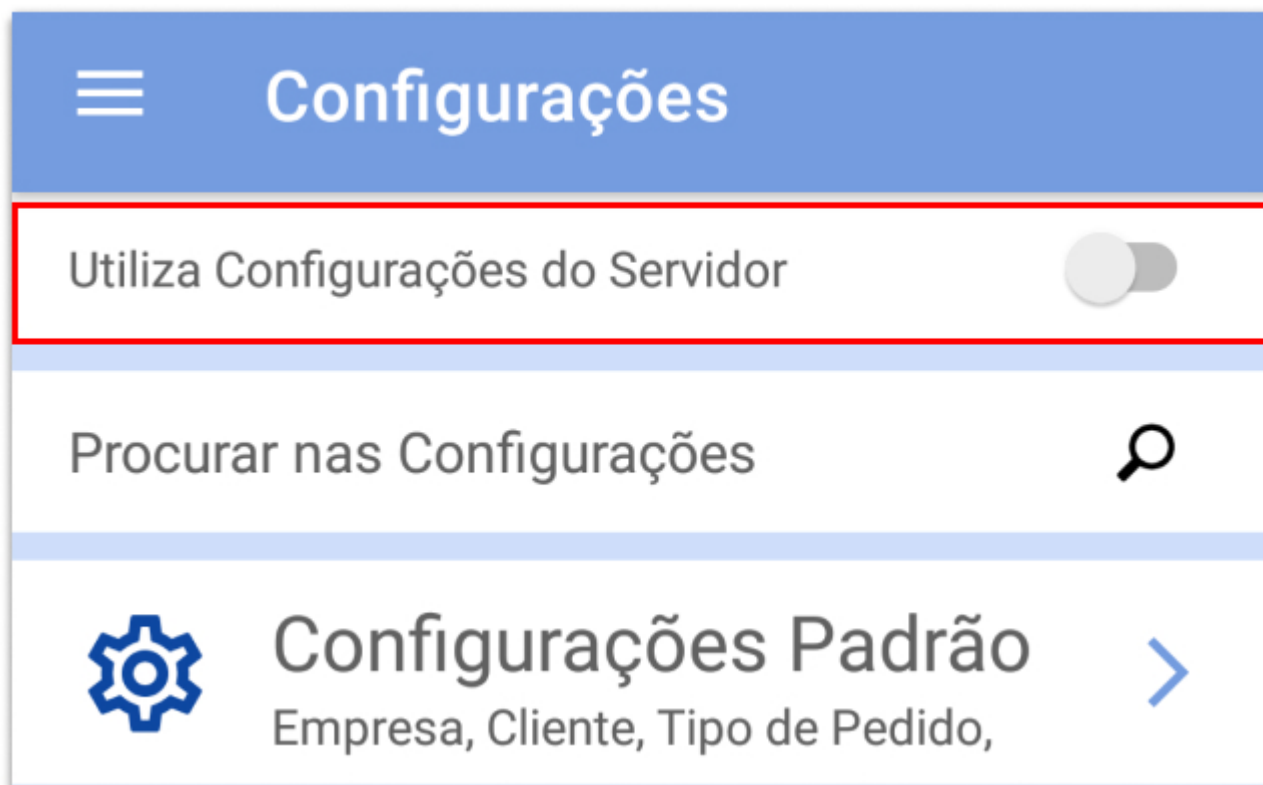 Configurações
Utiliza Configurações do Servidor
Procurar nas Configurações
Configurações Padrão
Empresa, Cliente, Tipo de Pedido,